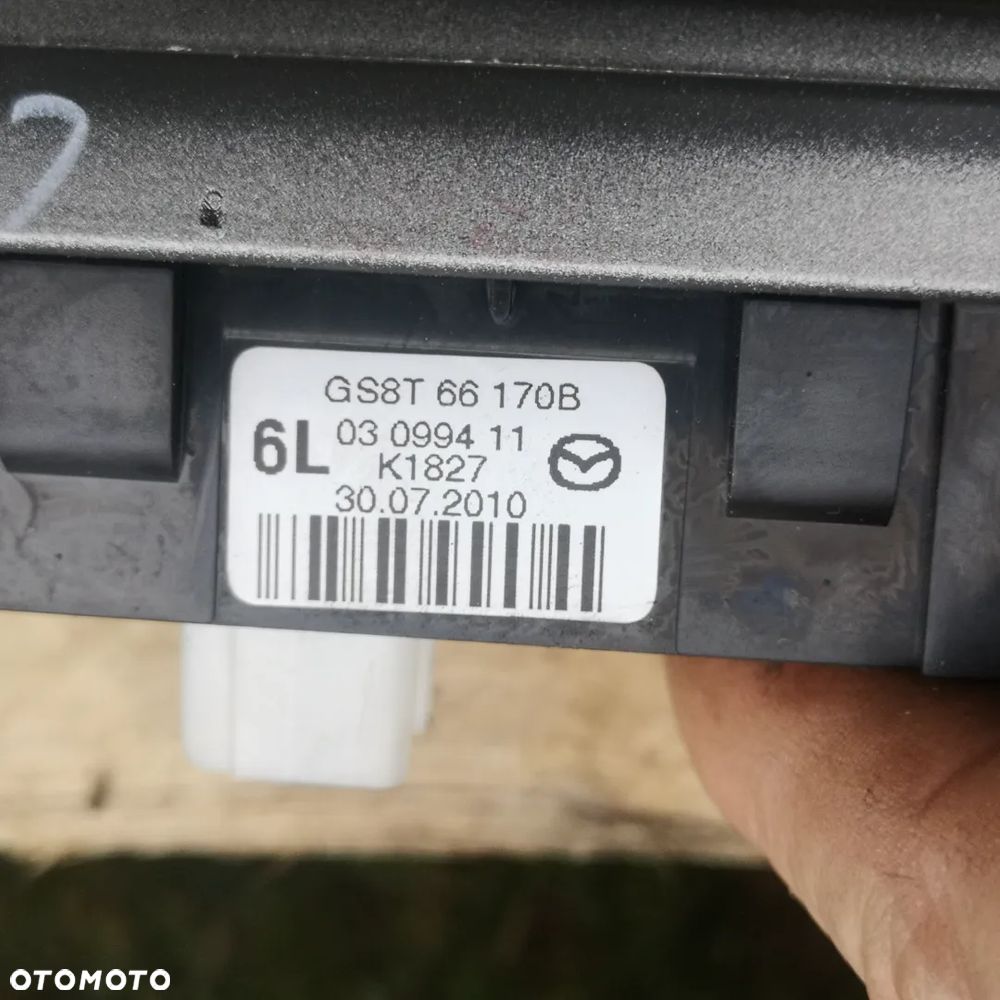 GS8T 66 170B
6L 03 0994 11
K1827
30.07.2010
OTOMOTO